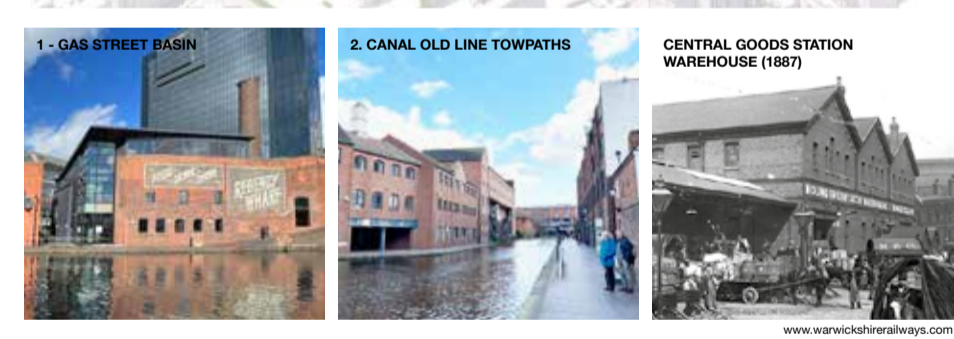 1 - GAS STREET BASIN
2. CANAL OLD LINE TOWPATHS
CENTRAL GOODS STATION
WAREHOUSE (1887)
REGENCY
WHARF
www.warwickshirerailways.com